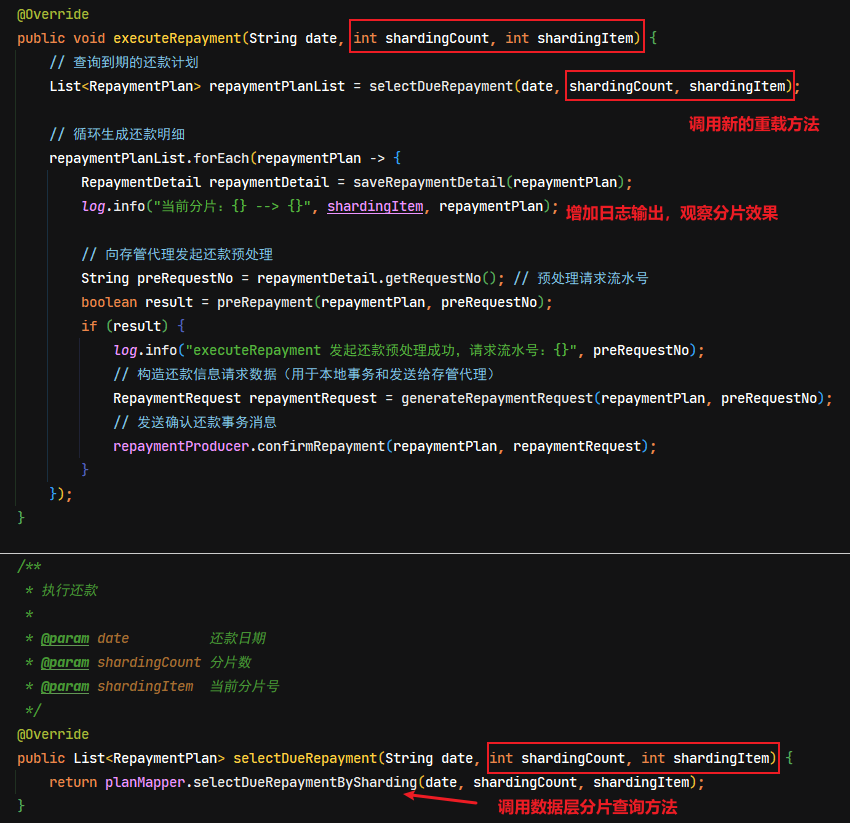 @Override
public void executeRepayment(String date, int shardingCount, int shardingItem) {
// 查询到期的还款计划
List<RepaymentPlan> repaymentPlanList = selectDueRepayment(date, shardingCount, shardingItem);
调用新的重载方法
// 循环生成还款明细
repaymentPlanList.forEach(repaymentPlan -> {
RepaymentDetail repaymentDetail = saveRepaymentDetail(repaymentPlan);
log.info("当前分片：{} --> {}", shardingItem, repaymentPlan); 增加日志输出，观察分片效果
// 向存管代理发起还款预处理
String preRequestNo = repaymentDetail.getRequestNo(); // 预处理请求流水号
boolean result = preRepayment(repaymentPlan, preRequestNo);
if (result) {
log.info("executeRepayment 发起还款预处理成功，请求流水号：{}", preRequestNo);
// 构造还款信息请求数据（用于本地事务和发送给存管代理）
RepaymentRequest repaymentRequest = generateRepaymentRequest(repaymentPlan, preRequestNo);
// 发送确认还款事务消息
repaymentProducer.confirmRepayment(repaymentPlan, repaymentRequest);
}
});
}
/**
* 执行还款
*
* @param date 还款日期
* @param shardingCount 分片数
* @param shardingItem 当前分片号
*/
@Override
public List<RepaymentPlan> selectDueRepayment(String date, int shardingCount, int shardingItem) {
return planMapper.selectDueRepaymentBySharding(date, shardingCount, shardingItem);
} 调用数据层分片查询方法